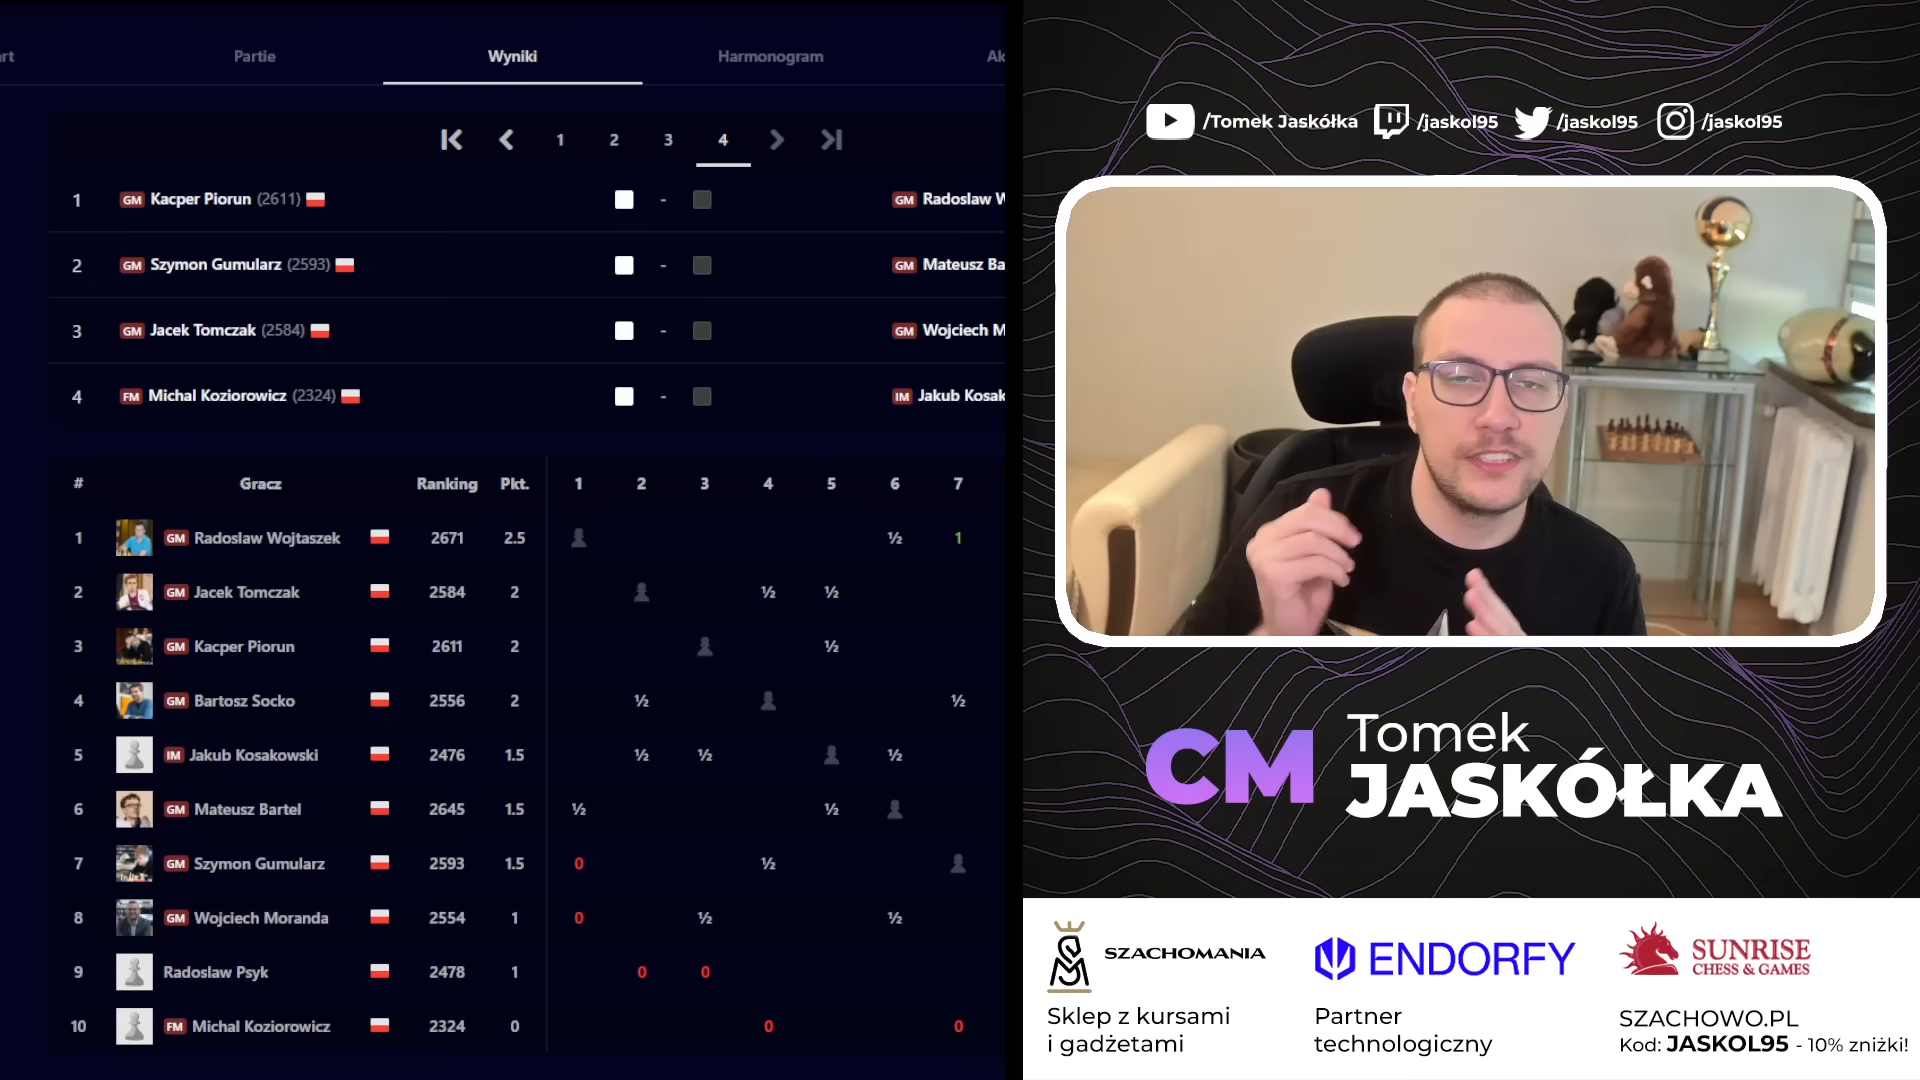 rt Partie Wyniki Harmonogram Ak
1 2 3 4
1 GM Kacper Piorun (2611) - GM Radoslaw W
2 GM Szymon Gumularz (2593) - GM Mateusz Ba
3 GM Jacek Tomczak (2584) - GM Wojciech M
4 FM Michal Koziorowicz (2324) - IM Jakub Kosak
# Gracz Ranking Pkt. 1 2 3 4 5 6 7
1 GM Radoslaw Wojtaszek 2671 2.5 ½ 1
2 GM Jacek Tomczak 2584 2 ½ ½
3 GM Kacper Piorun 2611 2 ½
4 GM Bartosz Socko 2556 2 ½ ½
5 IM Jakub Kosakowski 2476 1.5 ½ ½ ½
6 GM Mateusz Bartel 2645 1.5 ½ ½
7 GM Szymon Gumularz 2593 1.5 0 ½
8 GM Wojciech Moranda 2554 1 0 ½ ½
9 Radoslaw Psyk 2478 1 0 0
10 FM Michal Koziorowicz 2324 0 0 0
/Tomek Jaskółka /jaskol95 /jaskol95 /jaskol95
CM Tomek
JASKÓŁKA
SZACHOMANIA
Sklep z kursami
i gadżetami
ENDORFY
Partner
technologiczny
SUNRISE
CHESS & GAMES
SZACHOWO.PL
Kod: JASKOL95 - 10% zniżki!